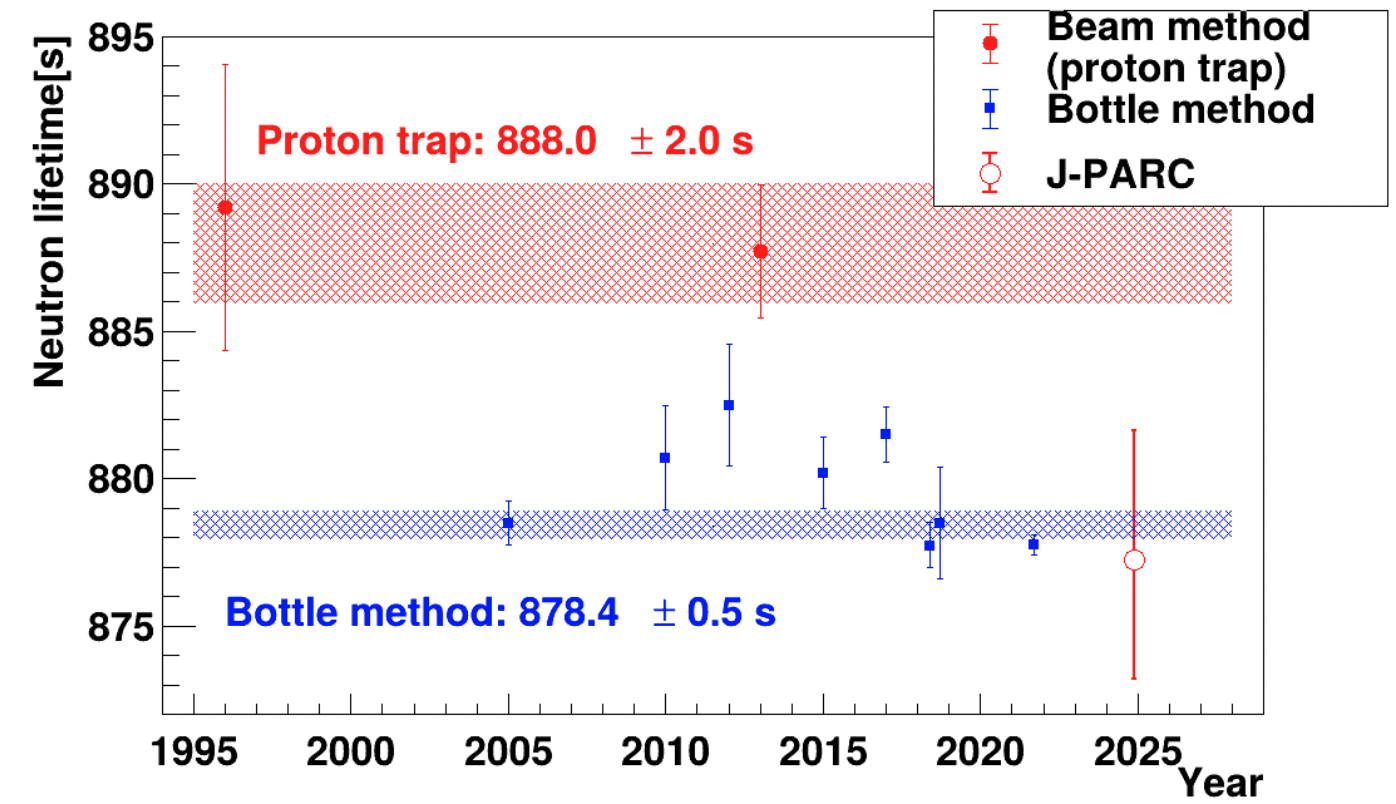 Neutron lifetime[s]
895
890
885
880
875
Proton trap: 888.0 ± 2.0 s
Bottle method: 878.4 ± 0.5 s
Beam method
(proton trap)
Bottle method
J-PARC
1995 2000 2005 2010 2015 2020 2025
Year